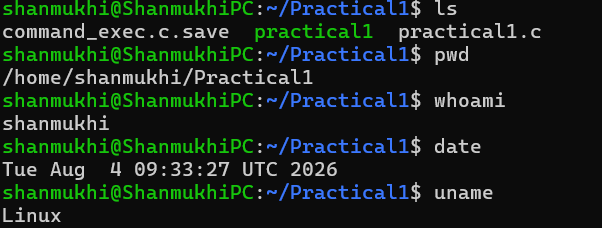 shanmukhi@ShanmukhiPC:~/Practical1$ ls
command_exec.c.save  practical1  practical1.c
shanmukhi@ShanmukhiPC:~/Practical1$ pwd
/home/shanmukhi/Practical1
shanmukhi@ShanmukhiPC:~/Practical1$ whoami
shanmukhi
shanmukhi@ShanmukhiPC:~/Practical1$ date
Tue Aug  4 09:33:27 UTC 2026
shanmukhi@ShanmukhiPC:~/Practical1$ uname
Linux